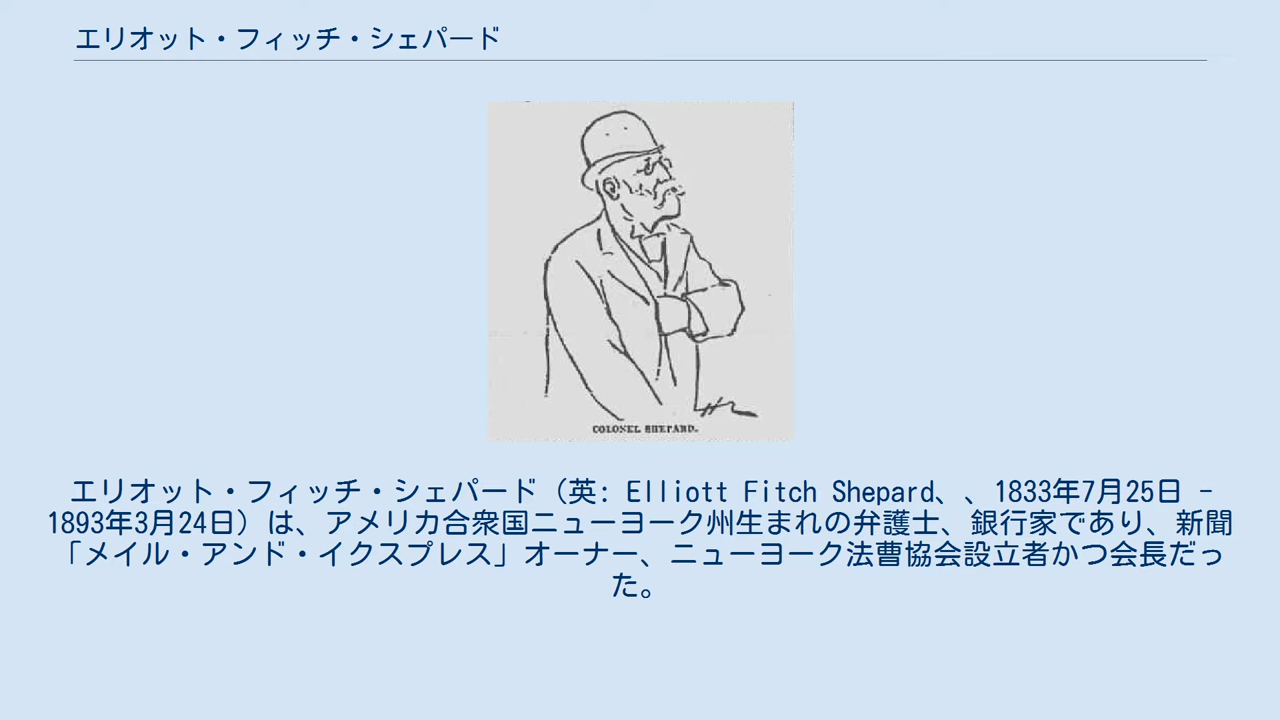 エリオット・フィッチ・シェパード
COLONEL SHEPARD.
エリオット・フィッチ・シェパード（英: Elliott Fitch Shepard、、1833年7月25日 -
1893年3月24日）は、アメリカ合衆国ニューヨーク州生まれの弁護士、銀行家であり、新聞
「メイル・アンド・イクスプレス」オーナー、ニューヨーク法曹協会設立者かつ会長だっ
た。